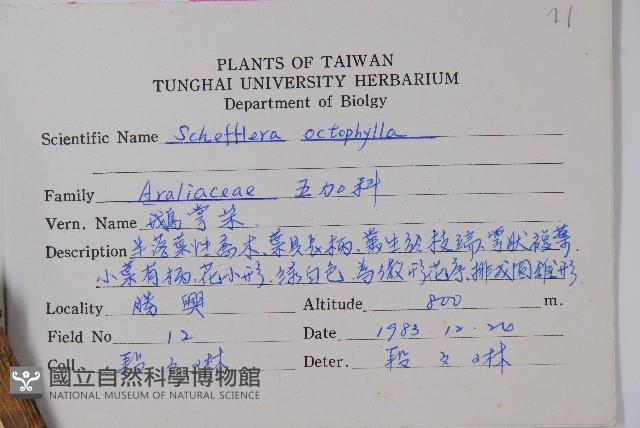 21
PLANTS OF TAIWAN
TUNGHAI UNIVERSITY HERBARIUM
Department of Biolgy
Scientific Name Schefflera octophylla
Family Araliaceae 五加科
Vern. Name 鵝掌柴
Description 半落葉性喬木、葉具長柄、叢生於枝端、掌狀複葉、
小葉有柄、花小形、綠白色、為繖形花序、排成圓錐形
Locality 勝興 Altitude 800 m.
Field No 12 Date 1983.12.20
Coll. 段 Deter. 段
國立自然科學博物館
NATIONAL MUSEUM OF NATURAL SCIENCE